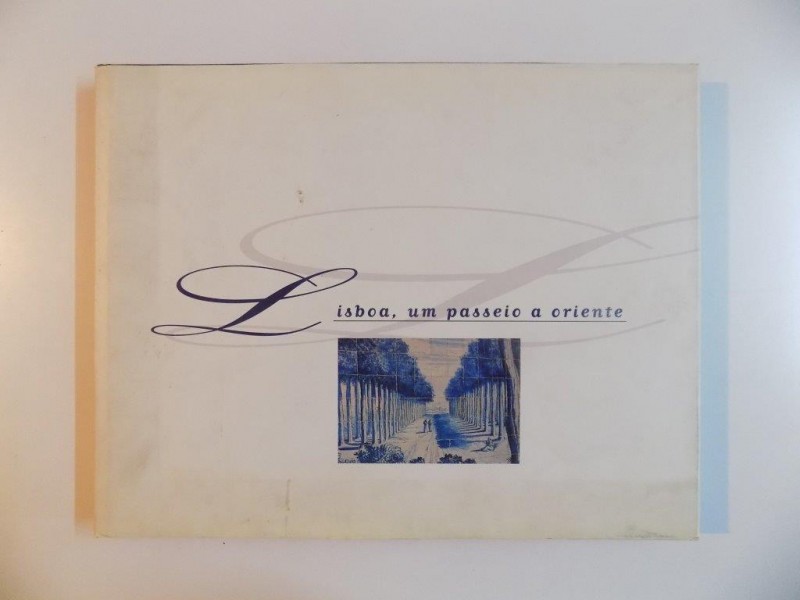 Lisboa, um passeio a oriente